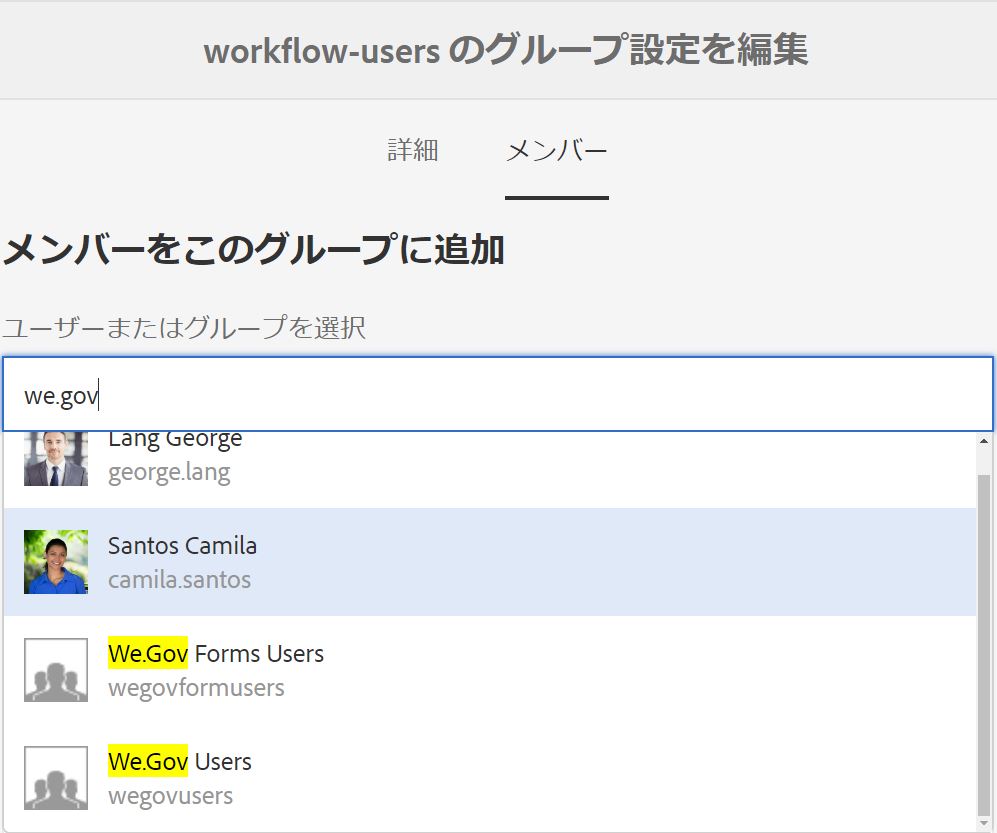 workflow-users のグループ設定を編集
詳細 メンバー
メンバーをこのグループに追加
ユーザーまたはグループを選択
we.gov
Lang George
george.lang
Santos Camila
camila.santos
We.Gov Forms Users
wegovformusers
We.Gov Users
wegovusers